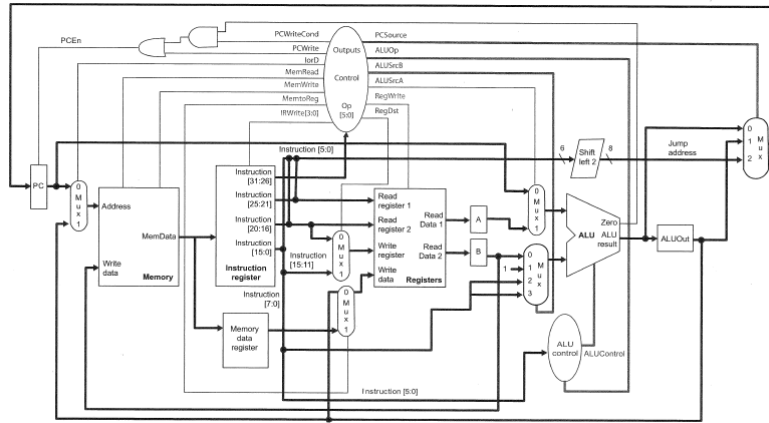 PCEn
PCWriteCond
PCWrite
IorD
MemRead
MemWrite
MemtoReg
IRWrite[3:0]
Outputs
Control
Op
[5:0]
PCSource
ALUOp
ALUSrcB
ALUSrcA
RegWrite
RegDst
PC
0
M
u
x
1
Address
MemData
Write
data
Memory
Instruction [5:0]
Instruction
[31:26]
Instruction
[25:21]
Instruction
[20:16]
Instruction
[15:0]
Instruction
register
Instruction
[15:11]
Instruction
[7:0]
Memory
data
register
0
M
u
x
1
0
M
u
x
1
Read
register 1
Read
register 2
Write
register
Write
data
Read
Data 1
Read
Data 2
Registers
A
B
0
M
u
x
1
1
0
1
2
3
M
u
x
6
Shift
left 2
8
Jump
address
Zero
ALU
ALU
result
ALUOut
0
1
2
M
u
x
ALU
control
ALUControl
Instruction [5:0]